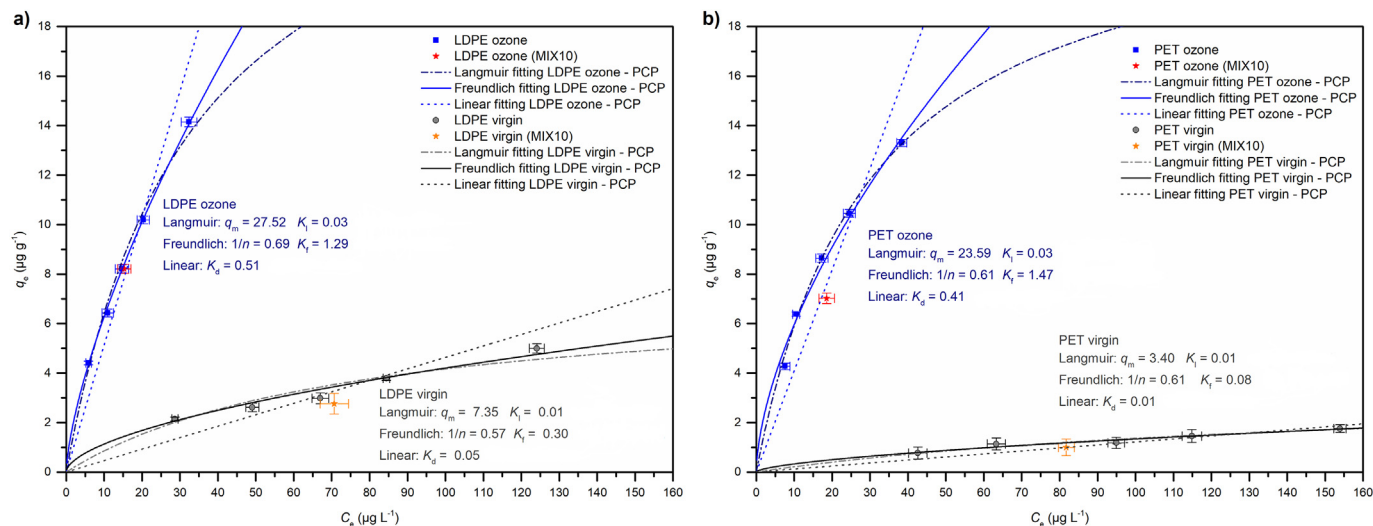 a)
18
16
14
12
10
8
6
4
2
0
qe (µg g-1)
LDPE ozone
LDPE ozone (MIX10)
Langmuir fitting LDPE ozone - PCP
Freundlich fitting LDPE ozone - PCP
Linear fitting LDPE ozone - PCP
LDPE virgin
LDPE virgin (MIX10)
Langmuir fitting LDPE virgin - PCP
Freundlich fitting LDPE virgin - PCP
Linear fitting LDPE virgin - PCP
LDPE ozone
Langmuir: qm = 27.52 Kl = 0.03
Freundlich: 1/n = 0.69 Kf = 1.29
Linear: Kd = 0.51
LDPE virgin
Langmuir: qm = 7.35 Kl = 0.01
Freundlich: 1/n = 0.57 Kf = 0.30
Linear: Kd = 0.05
0 10 20 30 40 50 60 70 80 90 100 110 120 130 140 150 160
Ce (µg L-1)
b)
18
16
14
12
10
8
6
4
2
0
qe (µg g-1)
PET ozone
PET ozone (MIX10)
Langmuir fitting PET ozone - PCP
Freundlich fitting PET ozone - PCP
Linear fitting PET ozone - PCP
PET virgin
PET virgin (MIX10)
Langmuir fitting PET virgin - PCP
Freundlich fitting PET virgin - PCP
Linear fitting PET virgin - PCP
PET ozone
Langmuir: qm = 23.59 Kl = 0.03
Freundlich: 1/n = 0.61 Kf = 1.47
Linear: Kd = 0.41
PET virgin
Langmuir: qm = 3.40 Kl = 0.01
Freundlich: 1/n = 0.61 Kf = 0.08
Linear: Kd = 0.01
0 10 20 30 40 50 60 70 80 90 100 110 120 130 140 150 160
Ce (µg L-1)